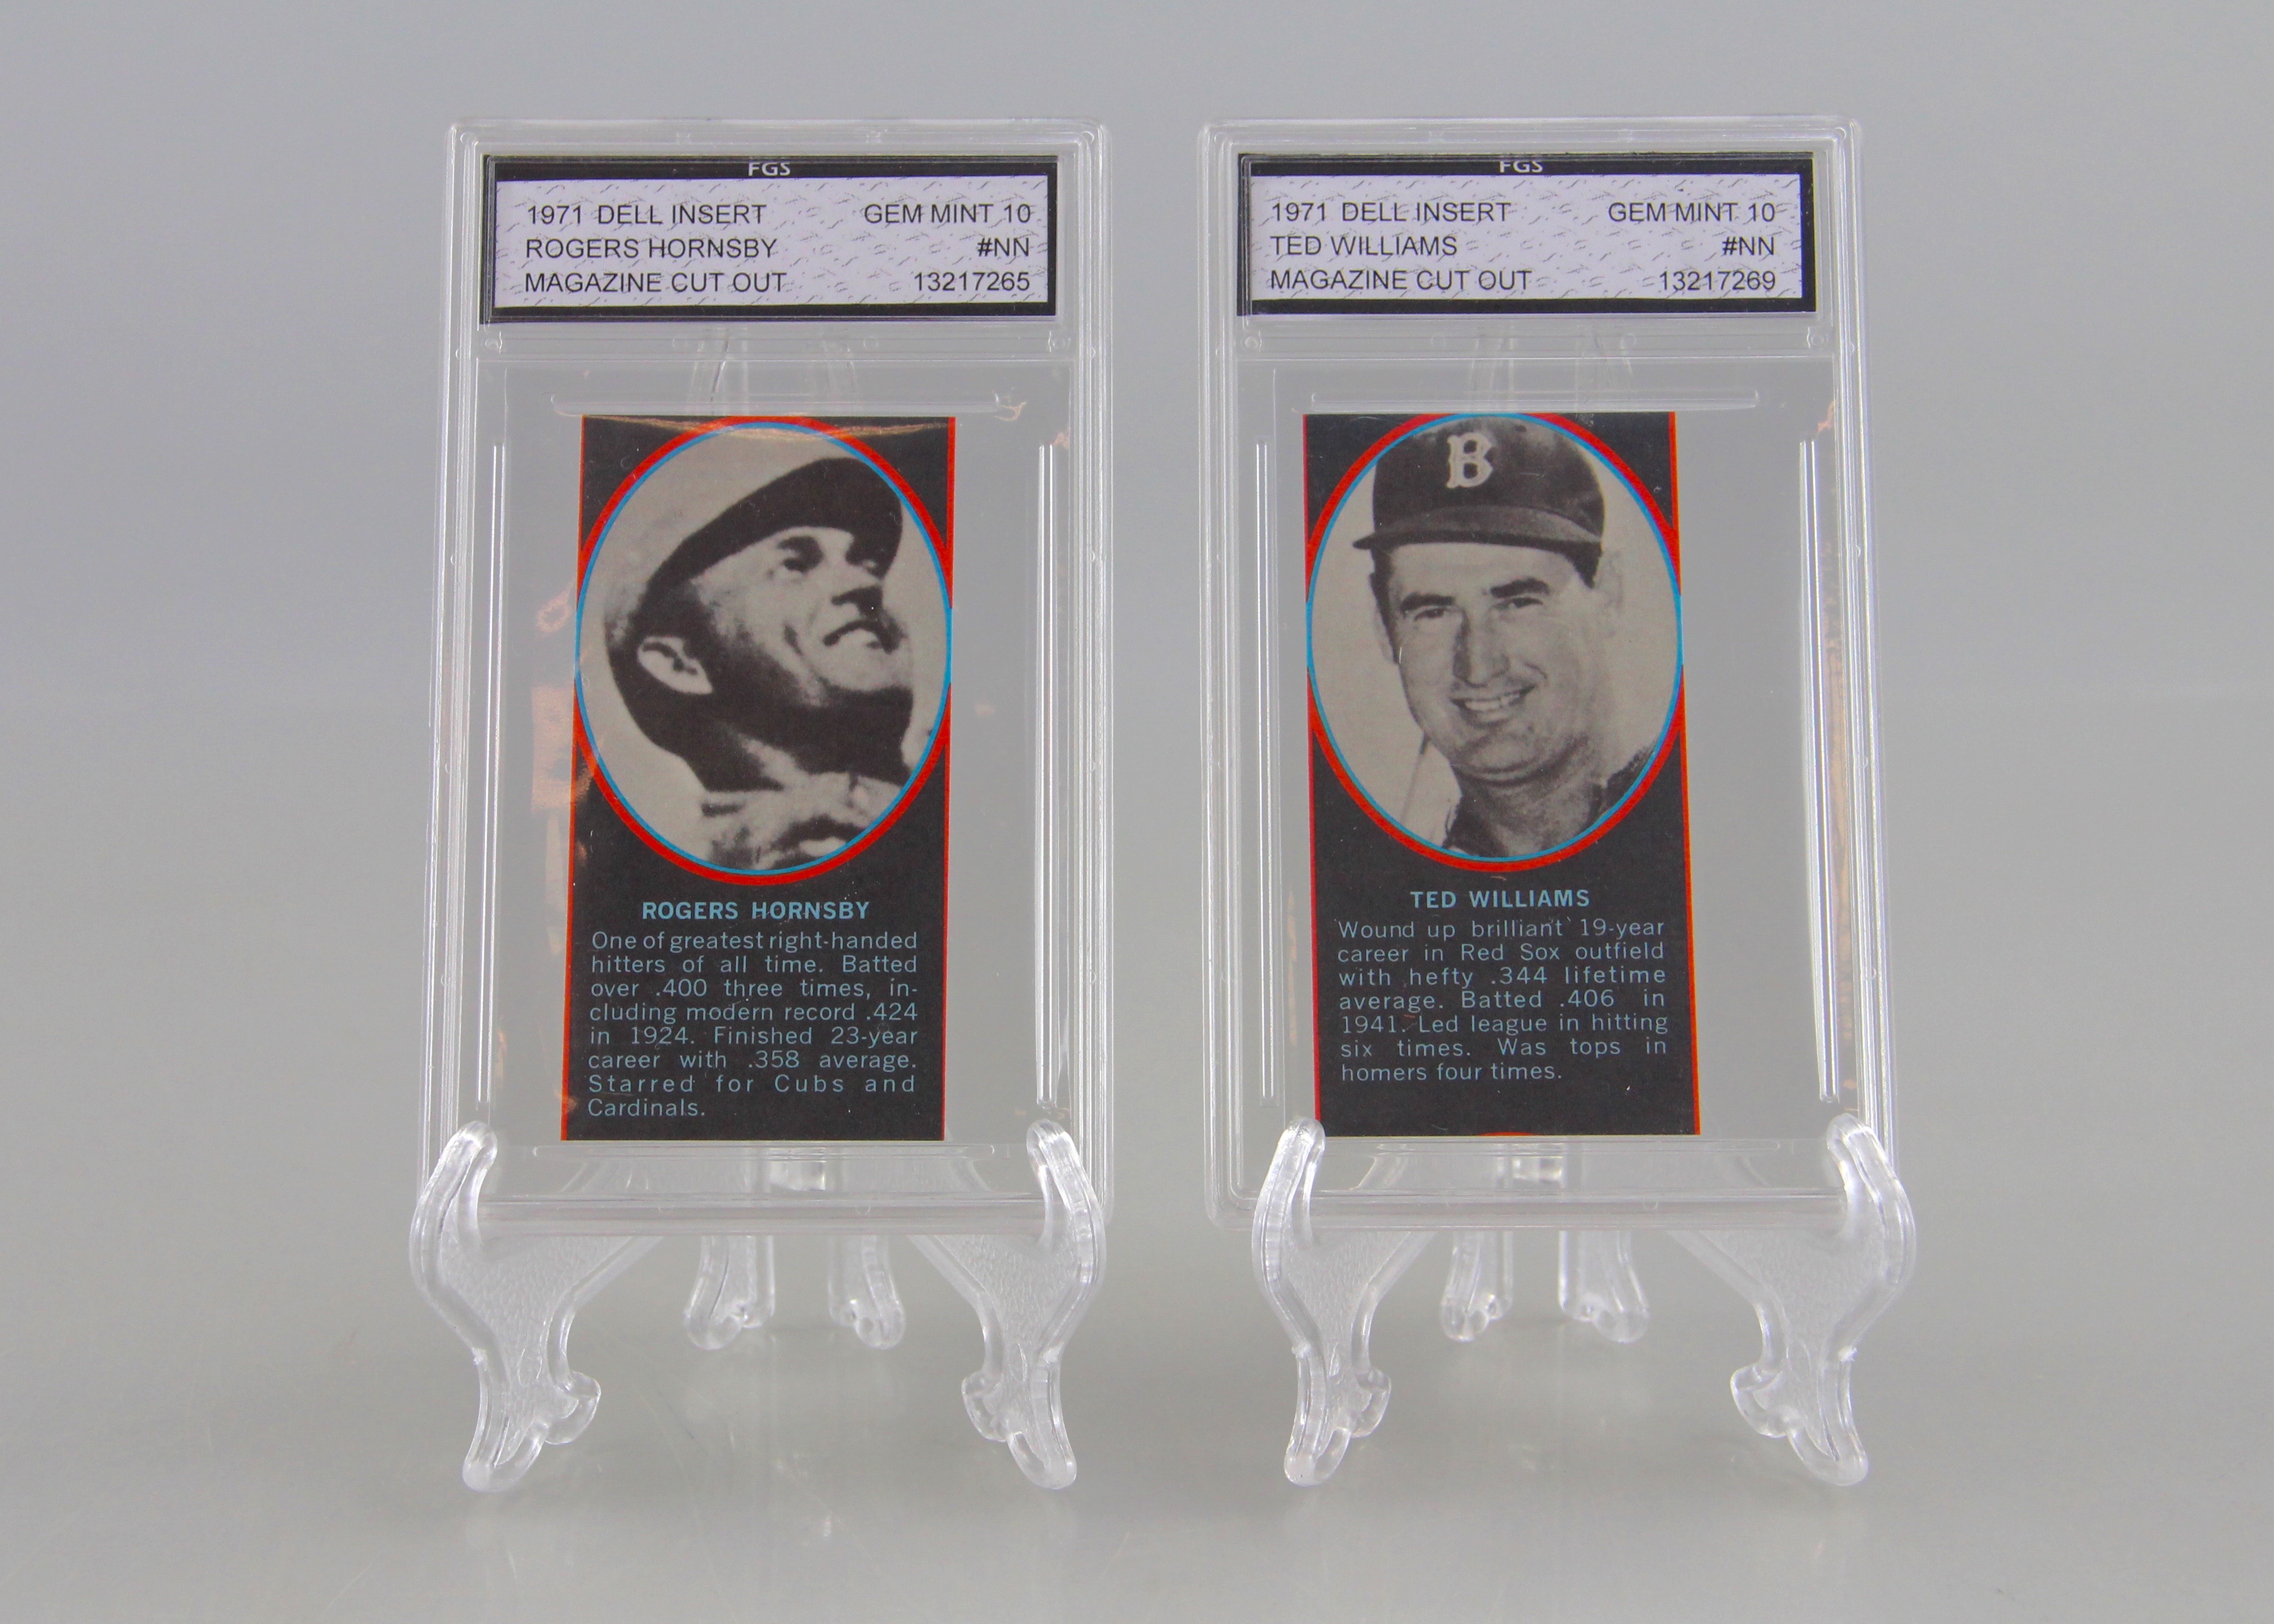 FGS
1971 DELL INSERT GEM MINT 10
ROGERS HORNSBY #NN
MAGAZINE CUT OUT 13217265
ROGERS HORNSBY
One of greatest right-handed
hitters of all time. Batted
over .400 three times, in-
cluding modern record .424
in 1924. Finished 23-year
career with .358 average.
Starred for Cubs and
Cardinals.
FGS
1971 DELL INSERT GEM MINT 10
TED WILLIAMS #NN
MAGAZINE CUT OUT 13217269
B
TED WILLIAMS
Wound up brilliant 19-year
career in Red Sox outfield
with hefty .344 lifetime
average. Batted .406 in
1941. Led league in hitting
six times. Was tops in
homers four times.